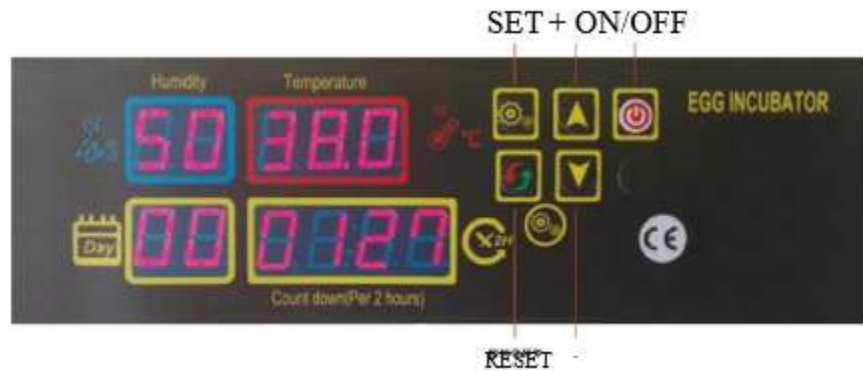 SET + ON/OFF
Humidity Temperature
50 38.0 °C
EGG INCUBATOR
Day 00 0127 2H
CE
Count down(Per 2 hours)
RESET -